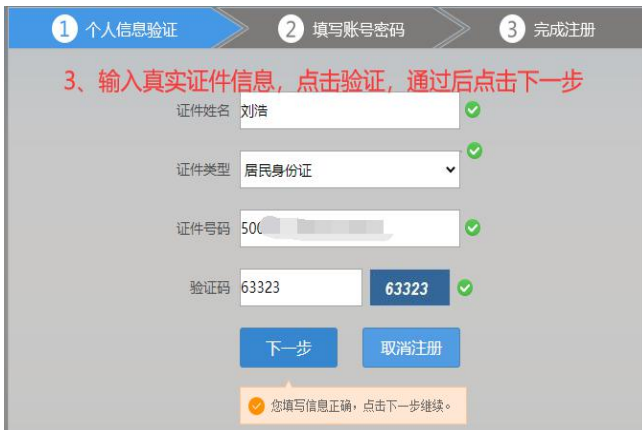 1 个人信息验证 2 填写账号密码 3 完成注册
3、输入真实证件信息，点击验证，通过后点击下一步
证件姓名 刘浩
证件类型 居民身份证
证件号码 500
验证码 63323 63323
下一步 取消注册
您填写信息正确，点击下一步继续。